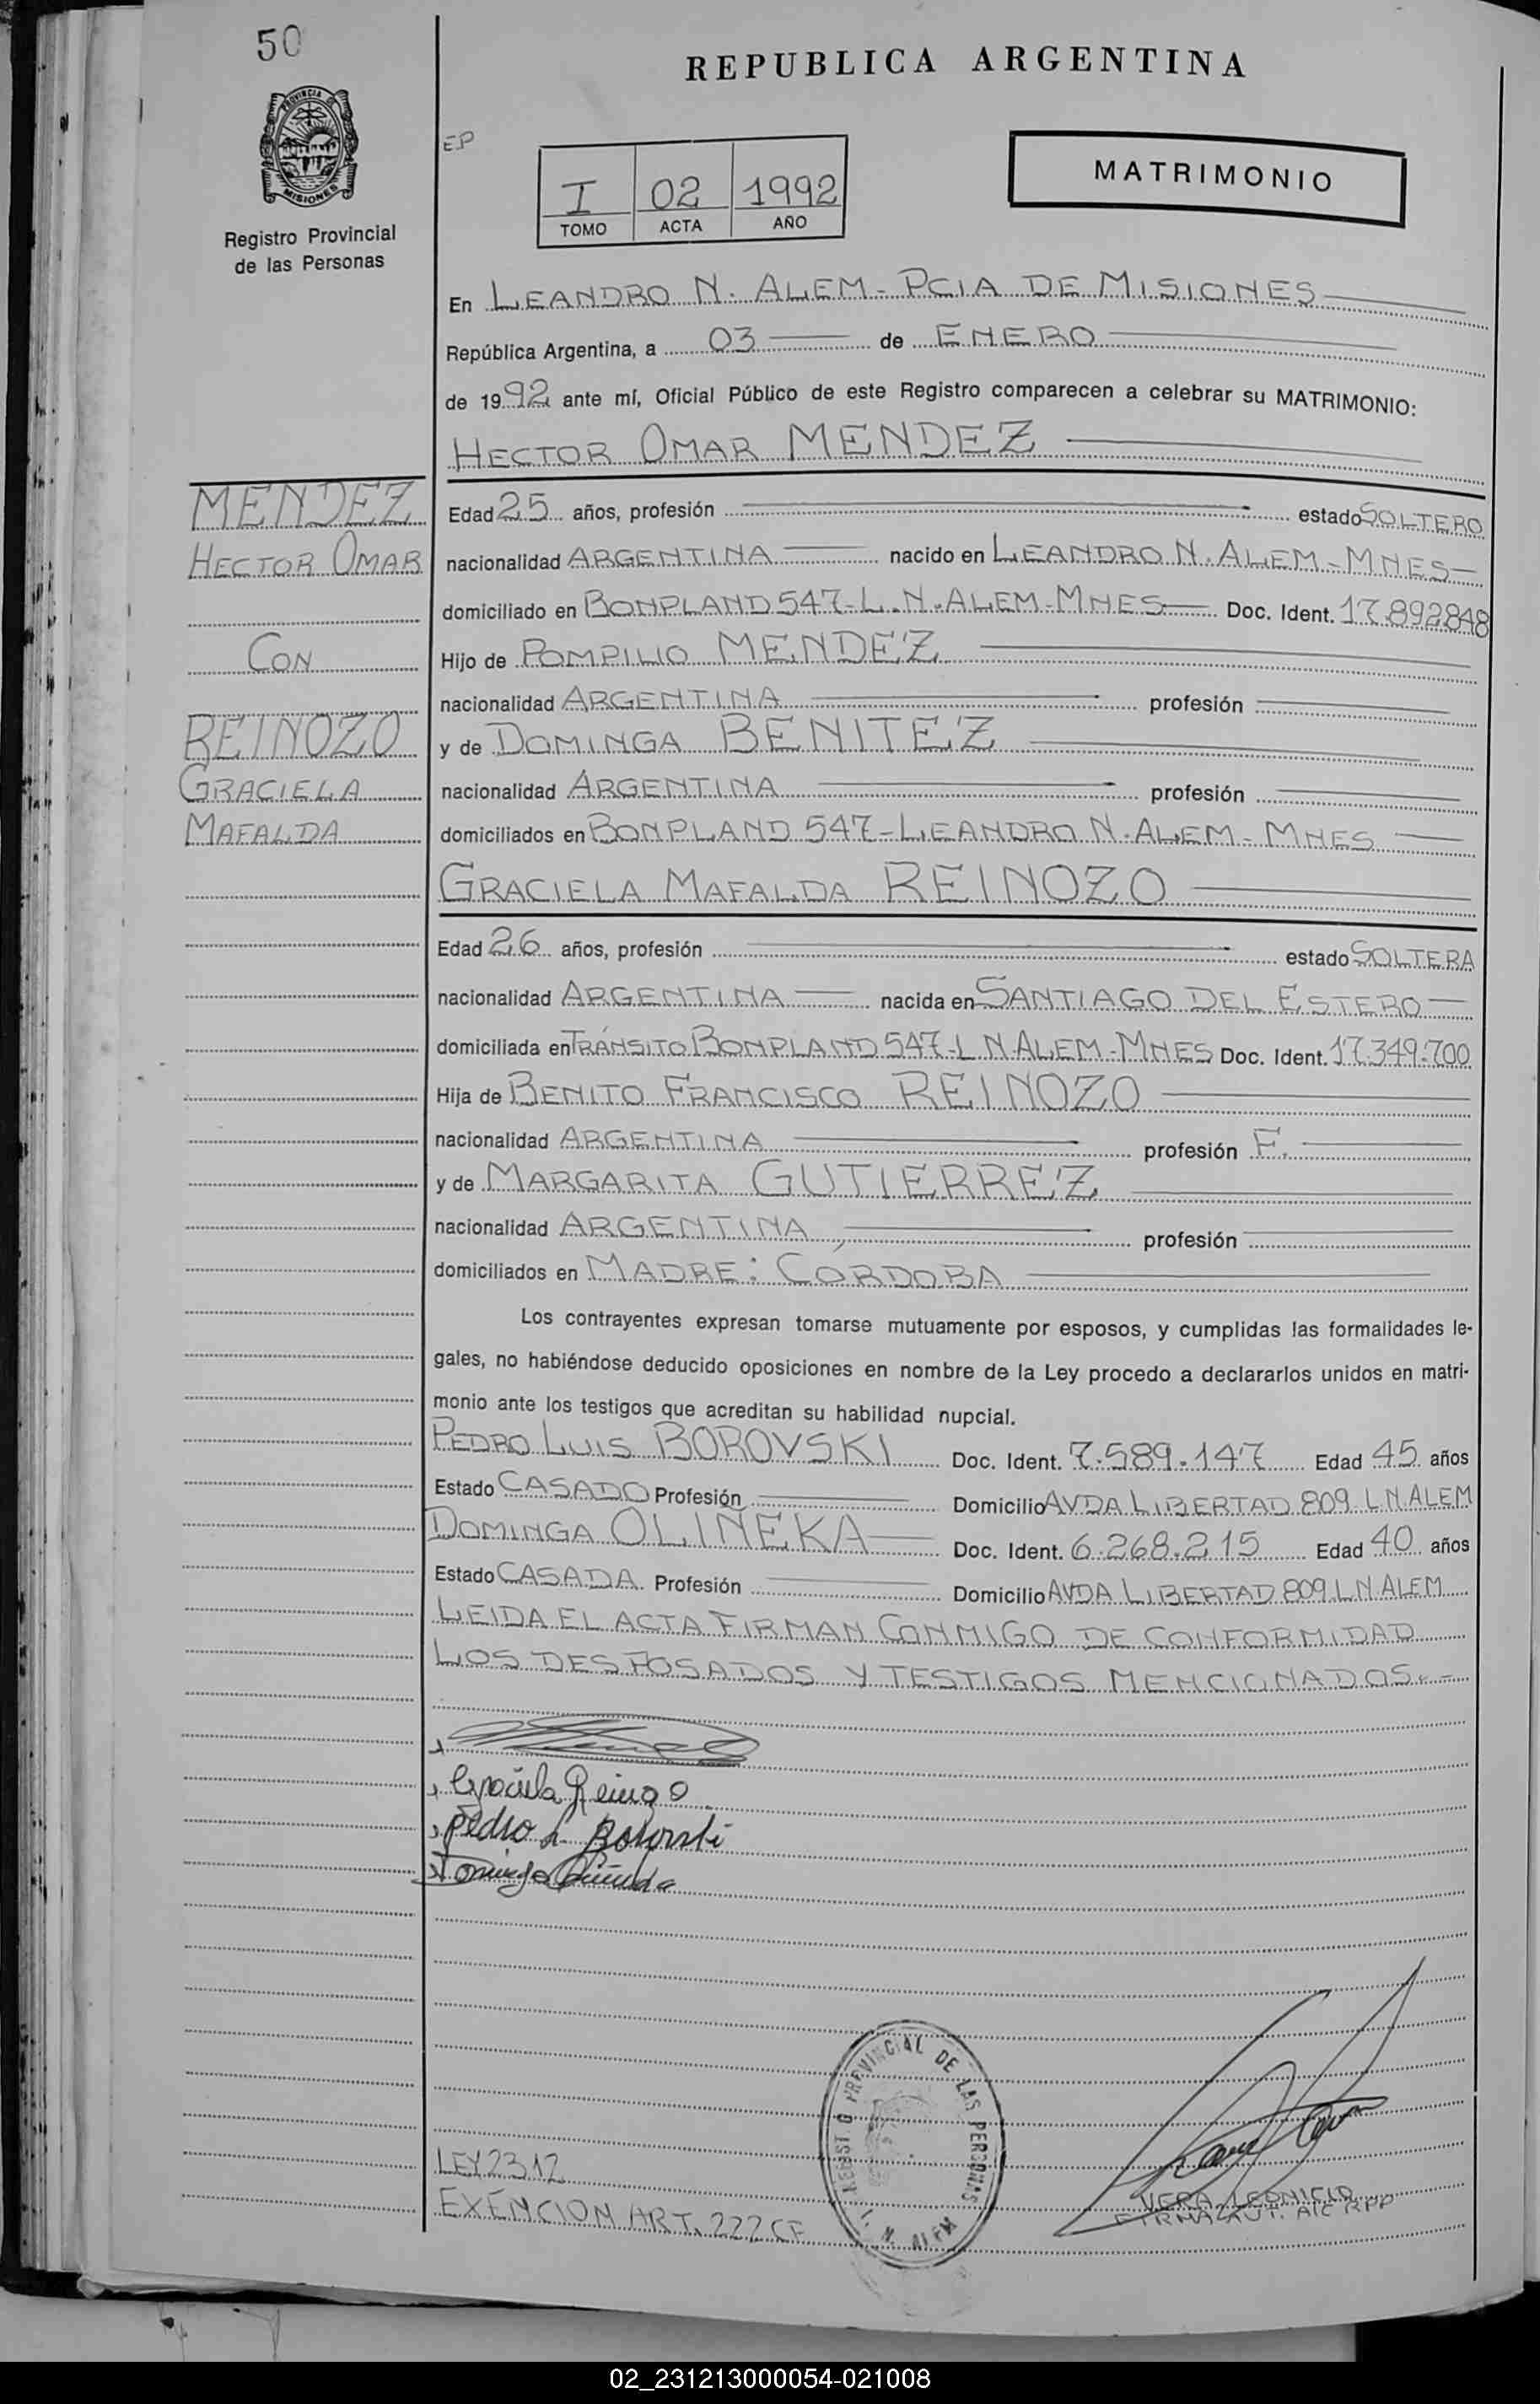 50
REPUBLICA ARGENTINA
PROVINCIA DE
MISIONES
Registro Provincial
de las Personas
EP
I 02 1992
TOMO ACTA AÑO
MATRIMONIO
En LEANDRO N. ALEM - PCIA DE MISIONES
República Argentina, a 03 de ENERO
de 1992 ante mí, Oficial Público de este Registro comparecen a celebrar su MATRIMONIO:
HECTOR OMAR MENDEZ
MENDEZ
HECTOR OMAR
CON
REINOZO
GRACIELA
MAFALDA
Edad 25 años, profesión estado SOLTERO
nacionalidad ARGENTINA nacido en LEANDRO N. ALEM - MNES
domiciliado en BONPLAND 547 - L.N. ALEM - MNES Doc. Ident. 17.892848
Hijo de POMPILIO MENDEZ
nacionalidad ARGENTINA profesión
y de DOMINGA BENITEZ
nacionalidad ARGENTINA profesión
domiciliados en BONPLAND 547 - LEANDRO N. ALEM - MNES
GRACIELA MAFALDA REINOZO
Edad 26 años, profesión estado SOLTERA
nacionalidad ARGENTINA nacida en SANTIAGO DEL ESTERO
domiciliada en TRÁNSITO BONPLAND 547 - L N ALEM - MNES Doc. Ident. 17.349.700
Hija de BENITO FRANCISCO REINOZO
nacionalidad ARGENTINA profesión F.
y de MARGARITA GUTIERREZ
nacionalidad ARGENTINA profesión
domiciliados en MADRE: CÓRDOBA
Los contrayentes expresan tomarse mutuamente por esposos, y cumplidas las formalidades le-
gales, no habiéndose deducido oposiciones en nombre de la Ley procedo a declararlos unidos en matri-
monio ante los testigos que acreditan su habilidad nupcial.
PEDRO LUIS BOROVSKI Doc. Ident. 7.589.147 Edad 45 años
Estado CASADO Profesión Domicilio AVDA LIBERTAD 809 L N. ALEM
DOMINGA OLIÑEKA Doc. Ident. 6.268.215 Edad 40 años
Estado CASADA Profesión Domicilio AVDA LIBERTAD 809 L N ALEM
LEIDA EL ACTA FIRMAN CONMIGO DE CONFORMIDAD
LOS DESPOSADOS Y TESTIGOS MENCIONADOS.-
Graciela Reinozo
Pedro L. Borovski
REGISTRO PROVINCIAL DE LAS PERSONAS
L. N. ALEM
LEY 2312
EXENCION ART. 222 CF
VERA, LEONICIO
FIRMA AUT. A/C RPP
02_231213000054-021008